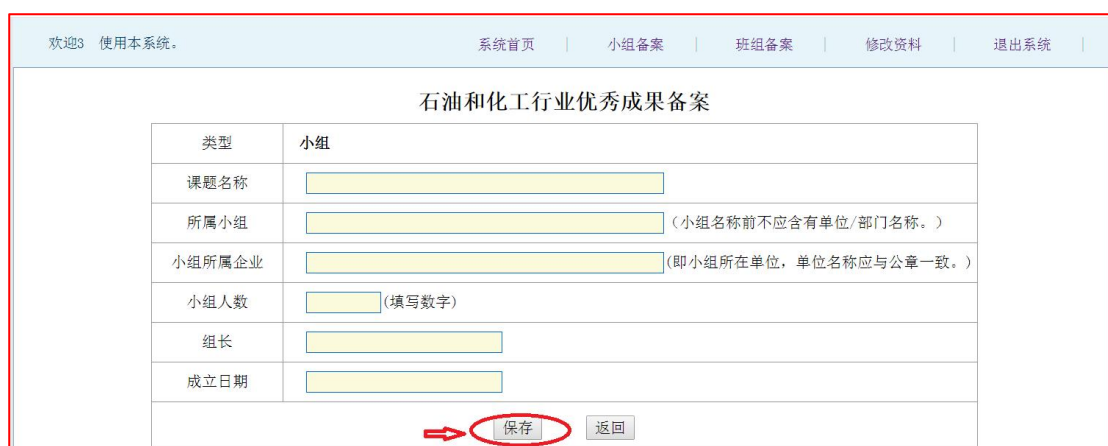 欢迎3 使用本系统。 系统首页 | 小组备案 | 班组备案 | 修改资料 | 退出系统 |
石油和化工行业优秀成果备案
类型 小组
课题名称
所属小组 (小组名称前不应含有单位/部门名称。)
小组所属企业 (即小组所在单位，单位名称应与公章一致。)
小组人数 (填写数字)
组长
成立日期
保存 返回